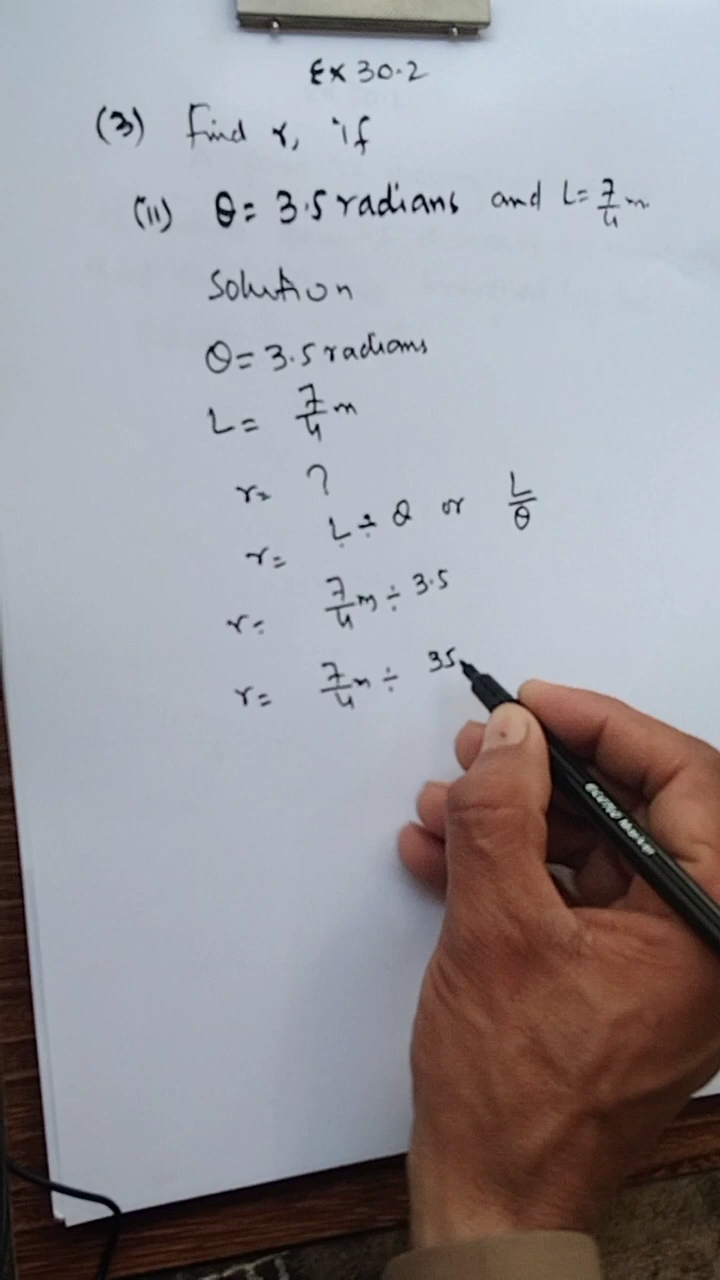 Ex 30.2
(3) Find r, if
(ii) θ = 3.5 radians and L = 7/4 m
Solution
θ = 3.5 radians
L = 7/4 m
r = ?
r = L ÷ θ or L/θ
r = 7/4 m ÷ 3.5
r = 7/4 m ÷ 35